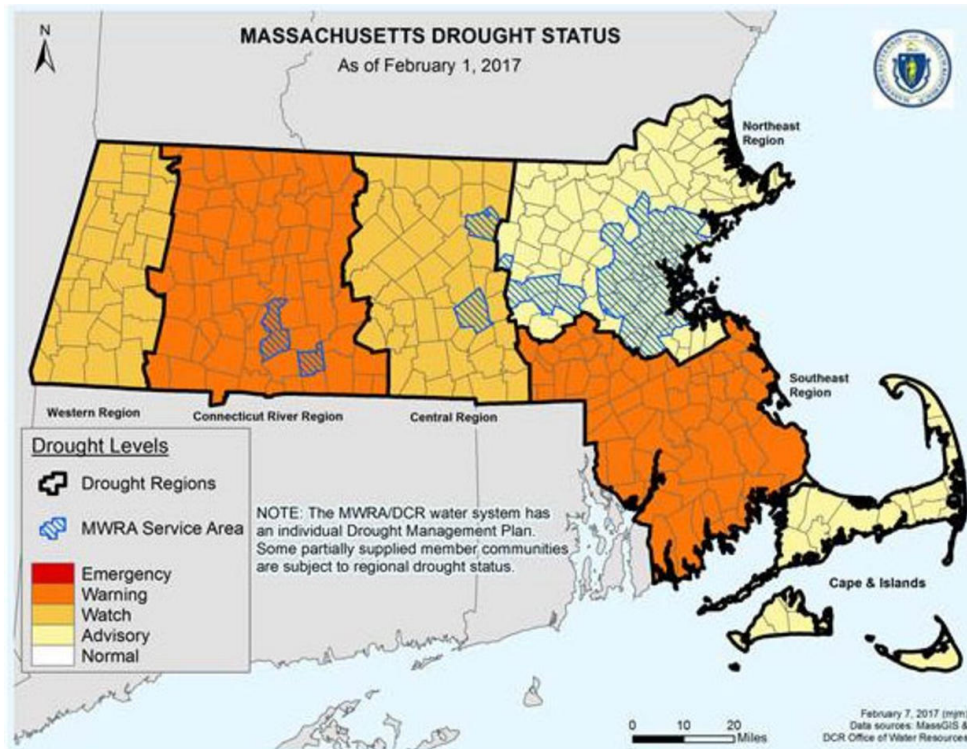 N
MASSACHUSETTS DROUGHT STATUS
As of February 1, 2017
Northeast
Region
Southeast
Region
Western Region
Connecticut River Region
Central Region
Cape & Islands
Drought Levels
Drought Regions
MWRA Service Area
Emergency
Warning
Watch
Advisory
Normal
NOTE: The MWRA/DCR water system has
an individual Drought Management Plan.
Some partially supplied member communities
are subject to regional drought status.
0 10 20
Miles
February 7, 2017 (mjm)
Data sources: MassGIS &
DCR Office of Water Resources